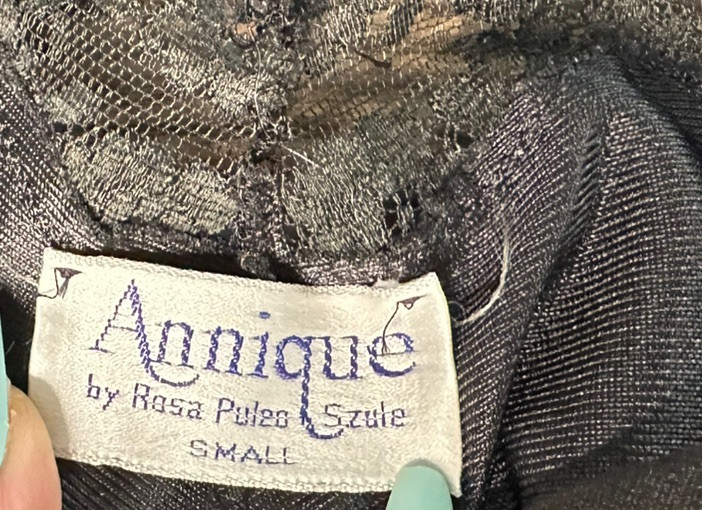 Annique
by Rosa Puleo Szule
SMALL